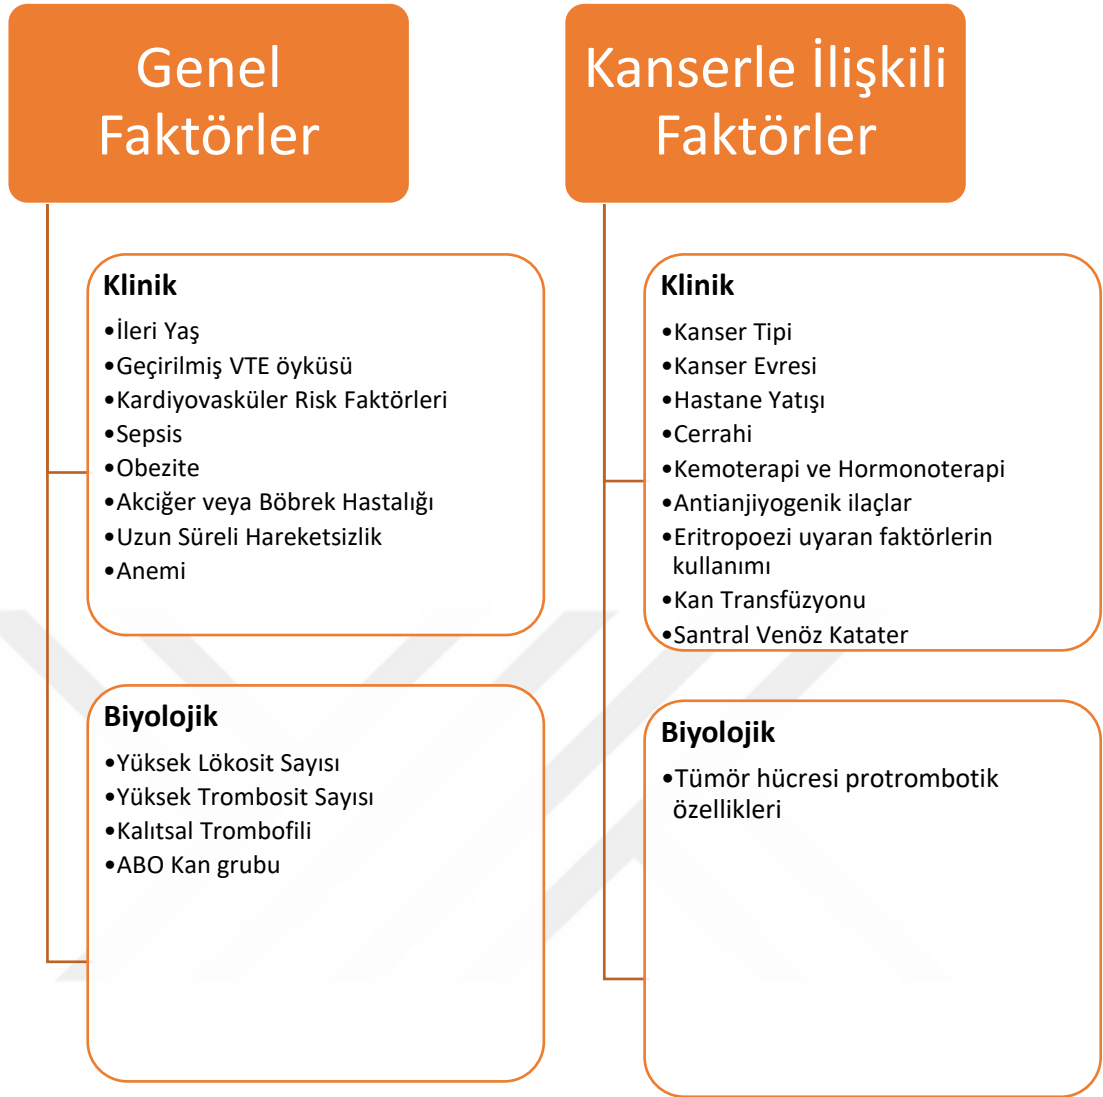 Genel
Faktörler
Klinik
•İleri Yaş
•Geçirilmiş VTE öyküsü
•Kardiyovasküler Risk Faktörleri
•Sepsis
•Obezite
•Akciğer veya Böbrek Hastalığı
•Uzun Süreli Hareketsizlik
•Anemi
Biyolojik
•Yüksek Lökosit Sayısı
•Yüksek Trombosit Sayısı
•Kalıtsal Trombofili
•ABO Kan grubu
Kanserle İlişkili
Faktörler
Klinik
•Kanser Tipi
•Kanser Evresi
•Hastane Yatışı
•Cerrahi
•Kemoterapi ve Hormonoterapi
•Antianjiyogenik ilaçlar
•Eritropoezi uyaran faktörlerin
kullanımı
•Kan Transfüzyonu
•Santral Venöz Katater
Biyolojik
•Tümör hücresi protrombotik
özellikleri